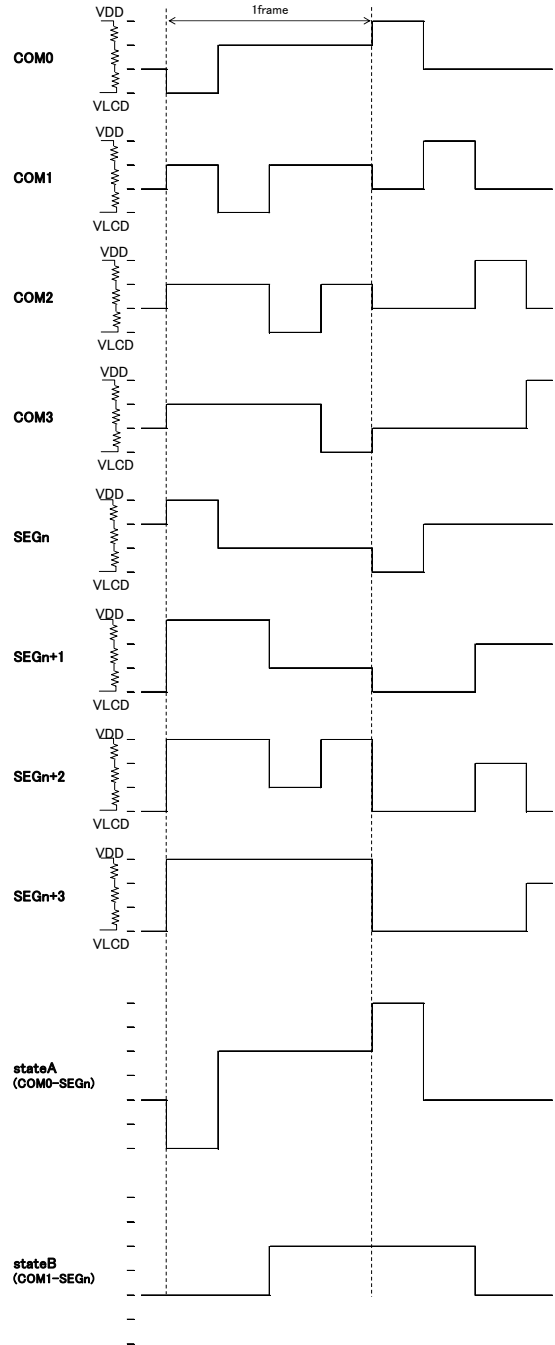 1frame
VDD
COM0
VLCD
VDD
COM1
VLCD
VDD
COM2
VLCD
VDD
COM3
VLCD
VDD
SEGn
VLCD
VDD
SEGn+1
VLCD
VDD
SEGn+2
VLCD
VDD
SEGn+3
VLCD
stateA
(COM0-SEGn)
stateB
(COM1-SEGn)